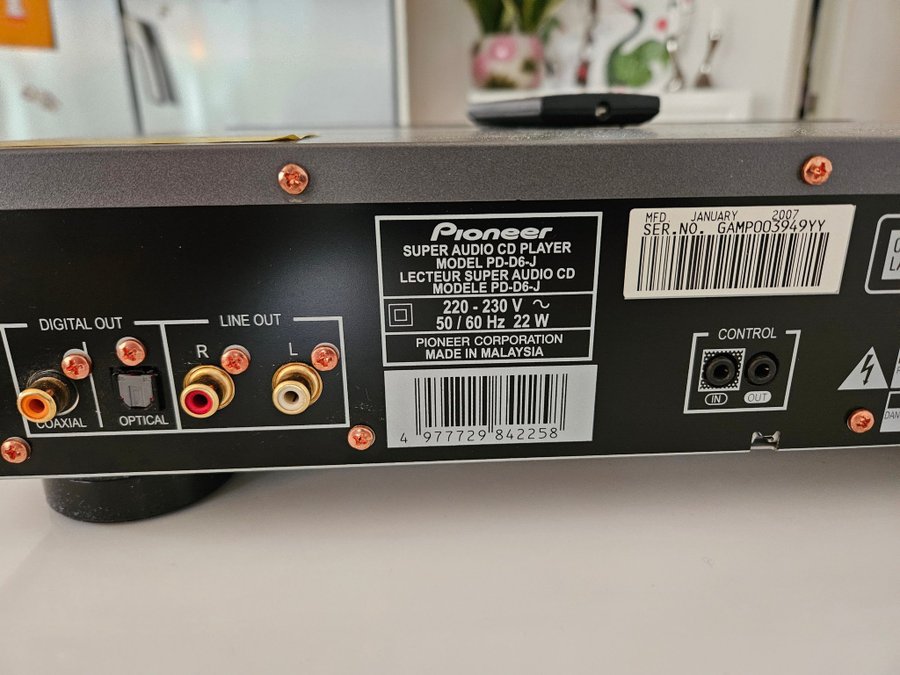 Pioneer
SUPER AUDIO CD PLAYER
MODEL PD-D6-J
LECTEUR SUPER AUDIO CD
MODELE PD-D6-J
220 - 230 V ~
50 / 60 Hz 22 W
PIONEER CORPORATION
MADE IN MALAYSIA
4 977729 842258
MFD. JANUARY 2007
SER.NO. GAMP003949YY
DIGITAL OUT
COAXIAL
OPTICAL
LINE OUT
R
L
CONTROL
IN
OUT